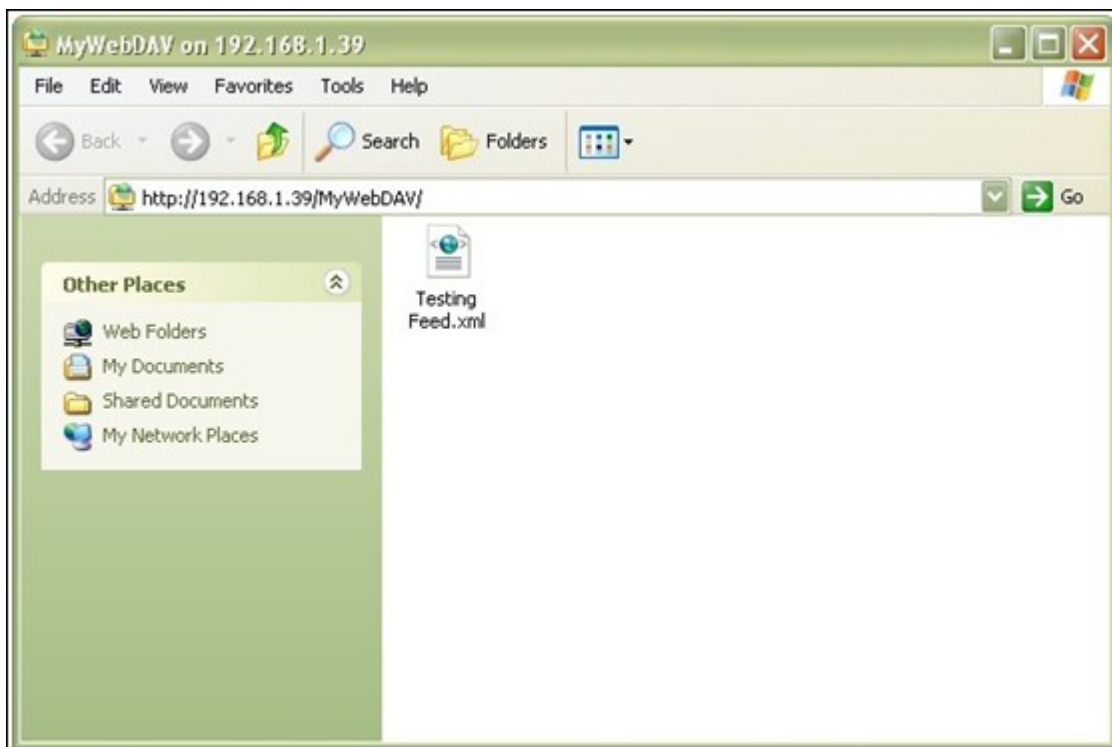 MyWebDAV on 192.168.1.39
File Edit View Favorites Tools Help
Back Search Folders
Address http://192.168.1.39/MyWebDAV/ Go
Other Places
Web Folders
My Documents
Shared Documents
My Network Places
Testing
Feed.xml